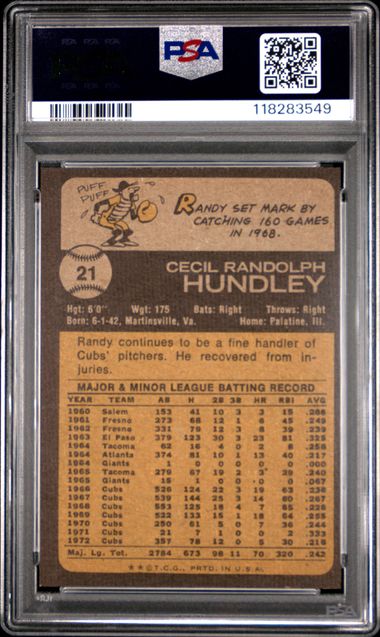 PSA
118283549
PUFF PUFF
RANDY SET MARK BY
CATCHING 160 GAMES
IN 1968.
21
CECIL RANDOLPH
HUNDLEY
Hgt: 6'0" Wgt: 175 Bats: Right Throws: Right
Born: 6-1-42, Martinsville, Va. Home: Palatine, Ill.
Randy continues to be a fine handler of
Cubs' pitchers. He recovered from in-
juries.
MAJOR & MINOR LEAGUE BATTING RECORD
YEAR TEAM AB H 2B 3B HR RBI AVG
1960 Salem 153 41 10 3 3 15 .268
1961 Fresno 273 68 12 1 6 45 .249
1962 Fresno 331 79 12 3 8 39 .239
1963 El Paso 379 123 30 3 23 81 .325
1964 Tacoma 62 16 4 0 2 8 .258
1964 Atlanta 374 81 10 13 40 .217
1964 Giants 1 0 0 0 0 0 .000
1965 Tacoma 279 67 19 2 3 29 .240
1965 Giants 15 1 0 0 0 0 .067
1966 Cubs 526 124 22 3 19 63 .236
1967 Cubs 539 144 25 3 14 60 .267
1968 Cubs 553 125 18 4 7 65 .226
1969 Cubs 522 133 15 1 18 64 .255
1970 Cubs 250 61 5 0 7 36 .244
1971 Cubs 21 7 1 0 0 2 .333
1972 Cubs 357 78 12 0 5 30 .218
Maj. Lg. Tot. 2784 673 98 11 70 320 .242
★★© T.C.G., PRTD. IN U.S.A.
PSA